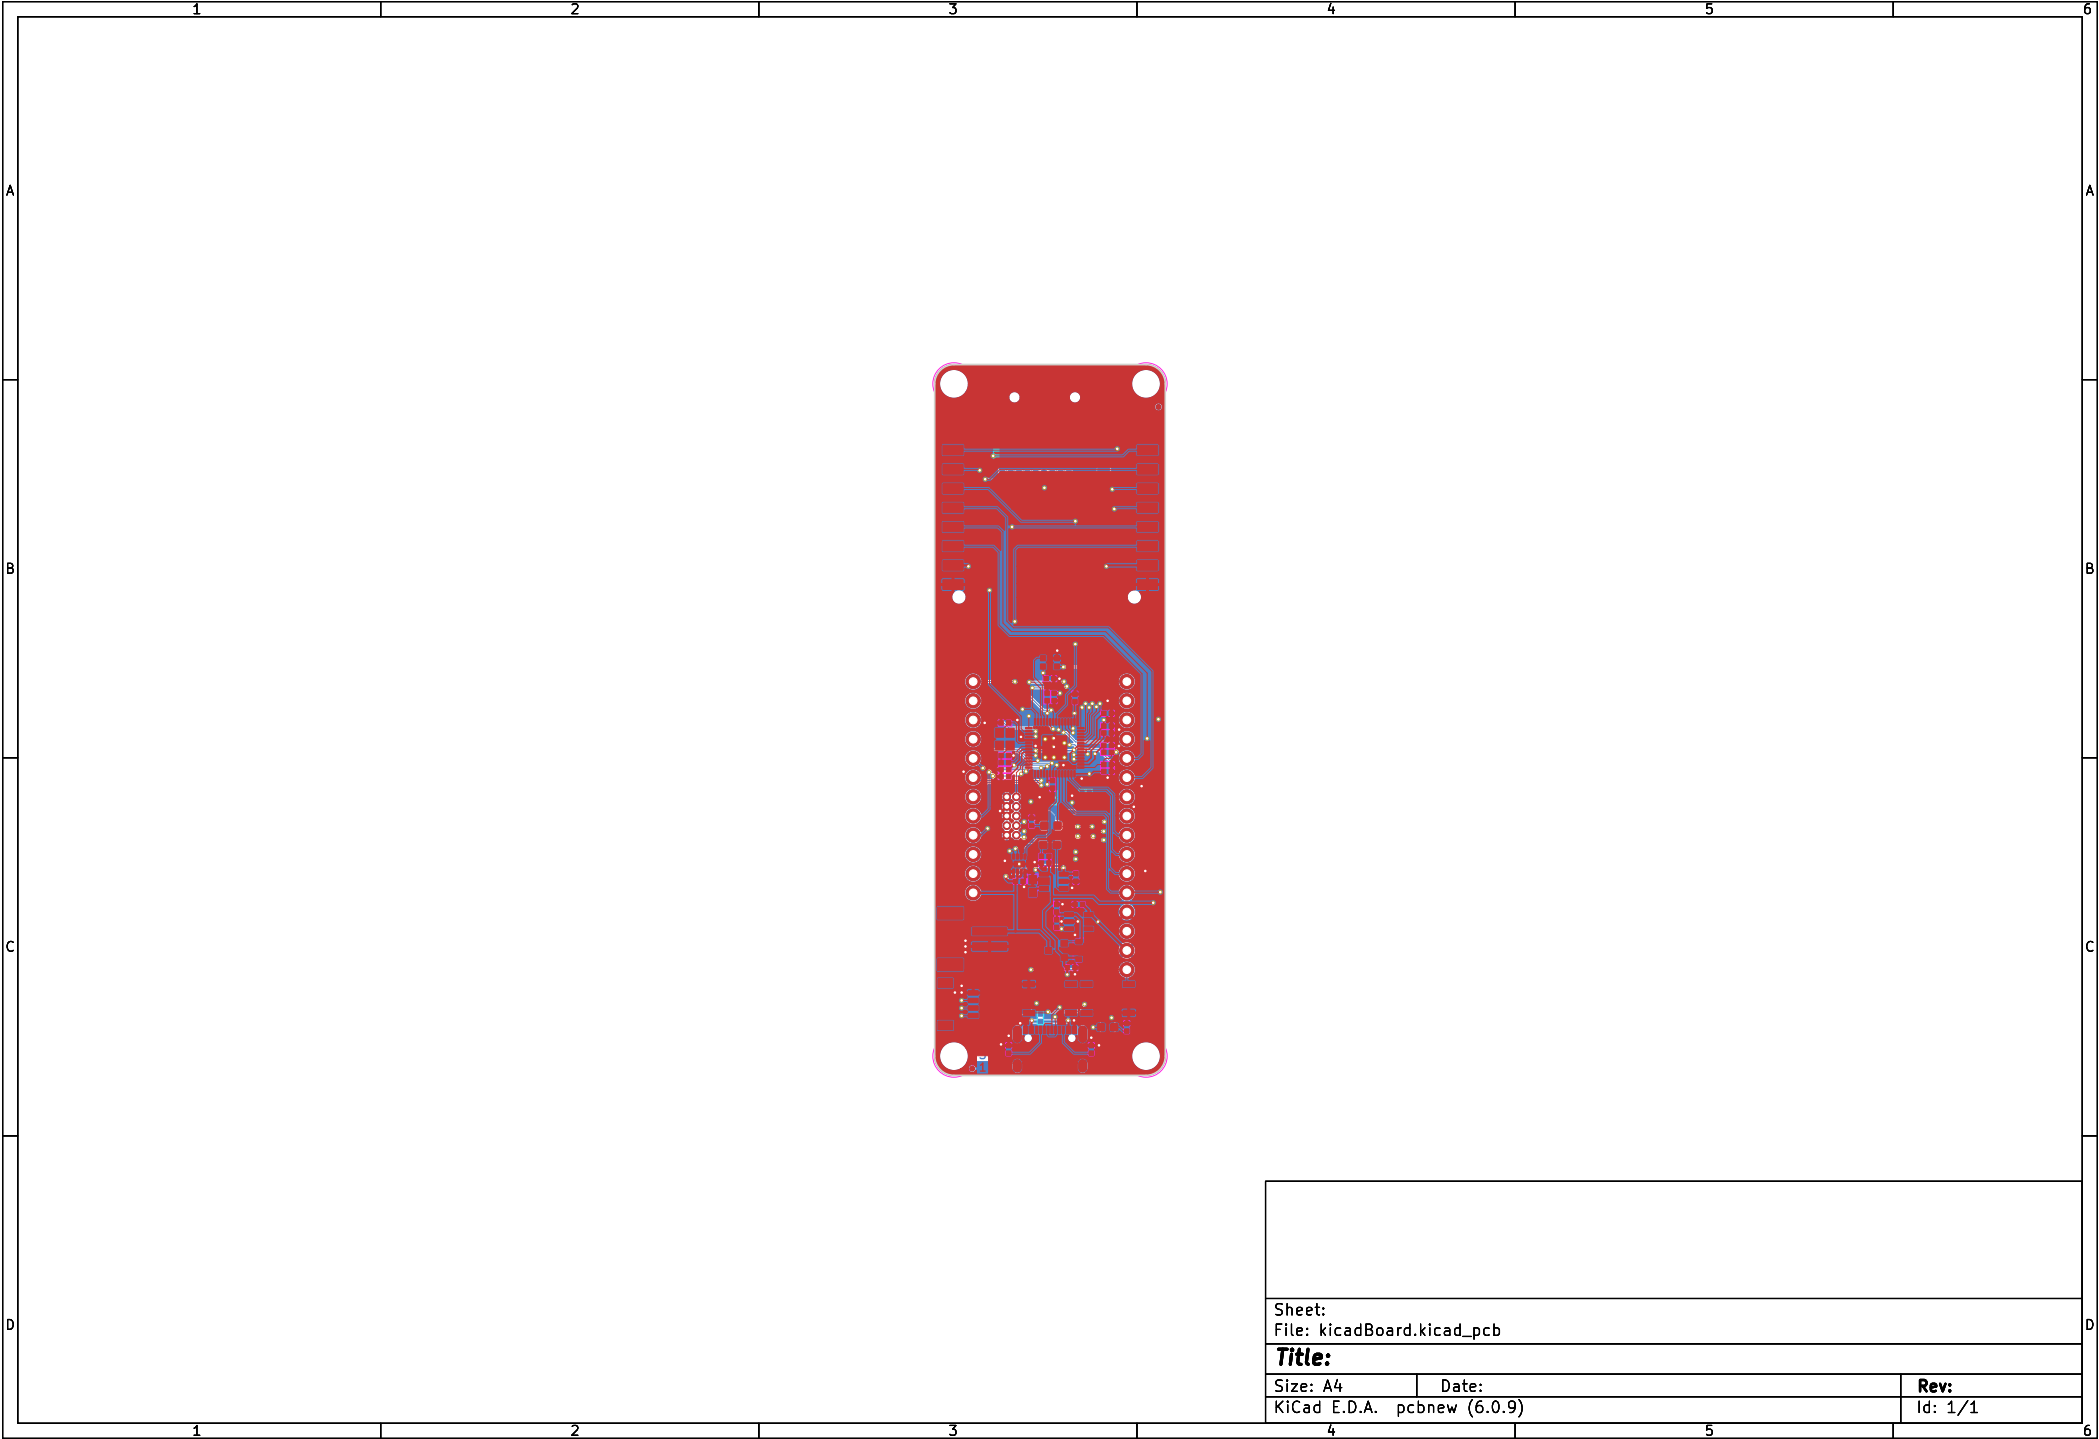 1 2 3 4 5 6
A A
B B
C C
D D
Sheet:
File: kicadBoard.kicad_pcb
Title:
Size: A4 Date: Rev:
KiCad E.D.A. pcbnew (6.0.9) Id: 1/1
1 2 3 4 5 6